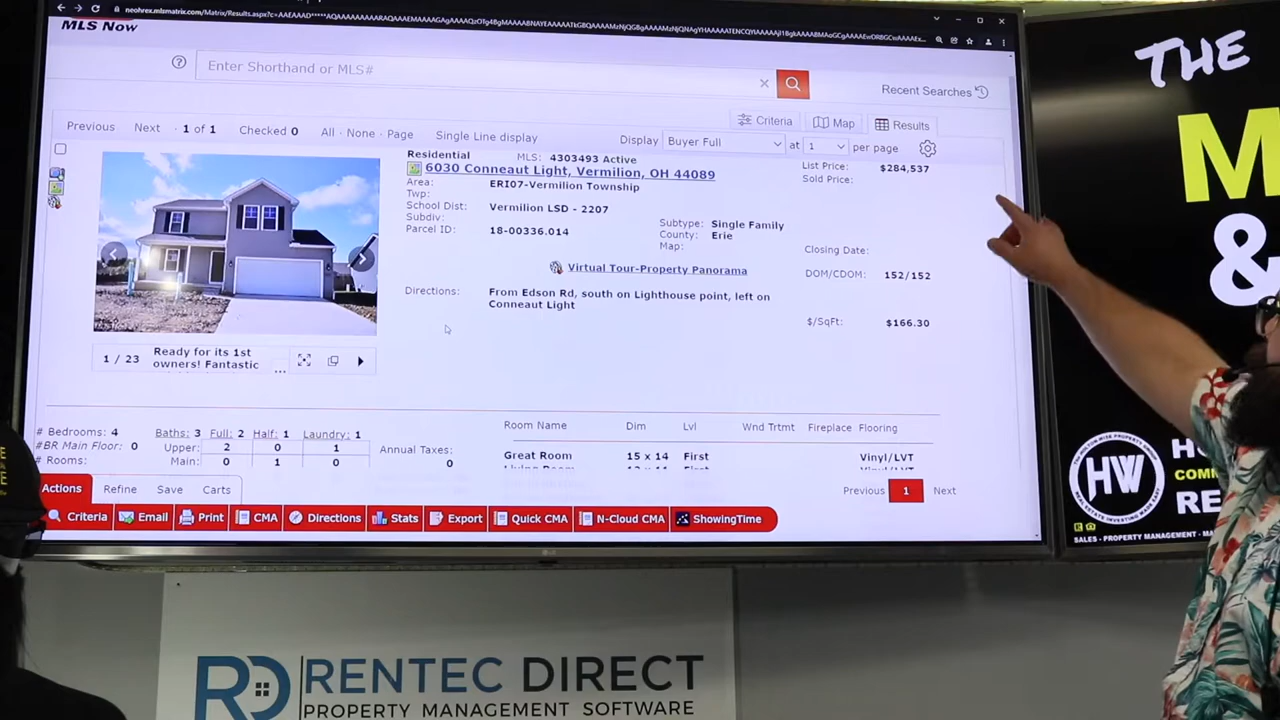 MLS Now
Enter Shorthand or MLS#
Recent Searches
Criteria
Map
Results
Previous Next · 1 of 1 Checked 0 All · None · Page Single Line display Display Buyer Full at 1 per page
Residential MLS: 4303493 Active
6030 Conneaut Light, Vermilion, OH 44089
List Price: $284,537
Sold Price:
Area: ERI07-Vermilion Township
Twp:
School Dist: Vermilion LSD - 2207
Subdiv:
Parcel ID: 18-00336.014
Subtype: Single Family
County: Erie
Map:
Closing Date:
DOM/CDOM: 152/152
Virtual Tour-Property Panorama
Directions: From Edson Rd, south on Lighthouse point, left on
Conneaut Light
$/SqFt: $166.30
1 / 23
Ready for its 1st
owners! Fantastic
...
# Bedrooms: 4
#BR Main Floor: 0
# Rooms:
Baths: 3 Full: 2 Half: 1 Laundry: 1
Upper: 2 0 1
Main: 0 1 0
Annual Taxes: 0
Room Name Dim Lvl Wnd Trtmt Fireplace Flooring
Great Room 15 x 14 First Vinyl/LVT
Actions Refine Save Carts
Previous 1 Next
Criteria Email Print CMA Directions Stats Export Quick CMA N-Cloud CMA ShowingTime
THE
M
&
HW
COMM
RE
SALES - PROPERTY MANAGEMENT -
RD RENTEC DIRECT
PROPERTY MANAGEMENT SOFTWARE